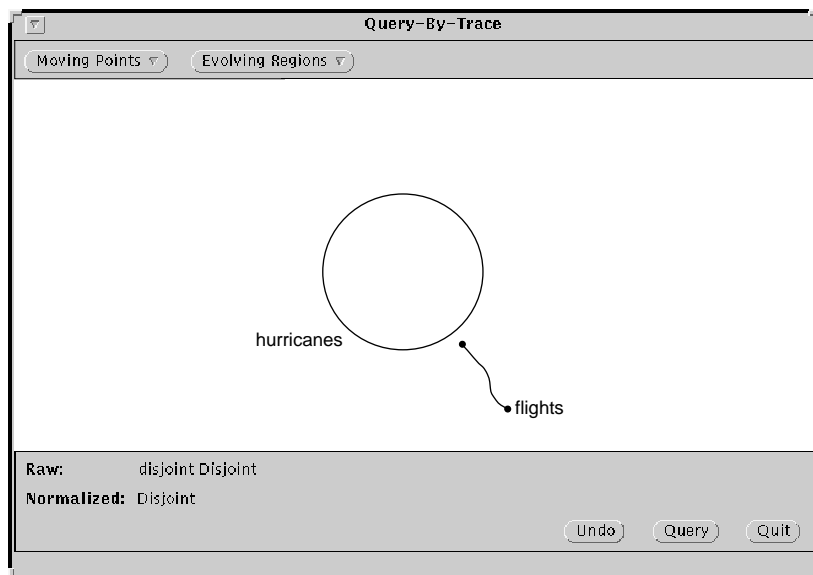 Query-By-Trace
Moving Points Evolving Regions
hurricanes
flights
Raw: disjoint Disjoint
Normalized: Disjoint
Undo Query Quit